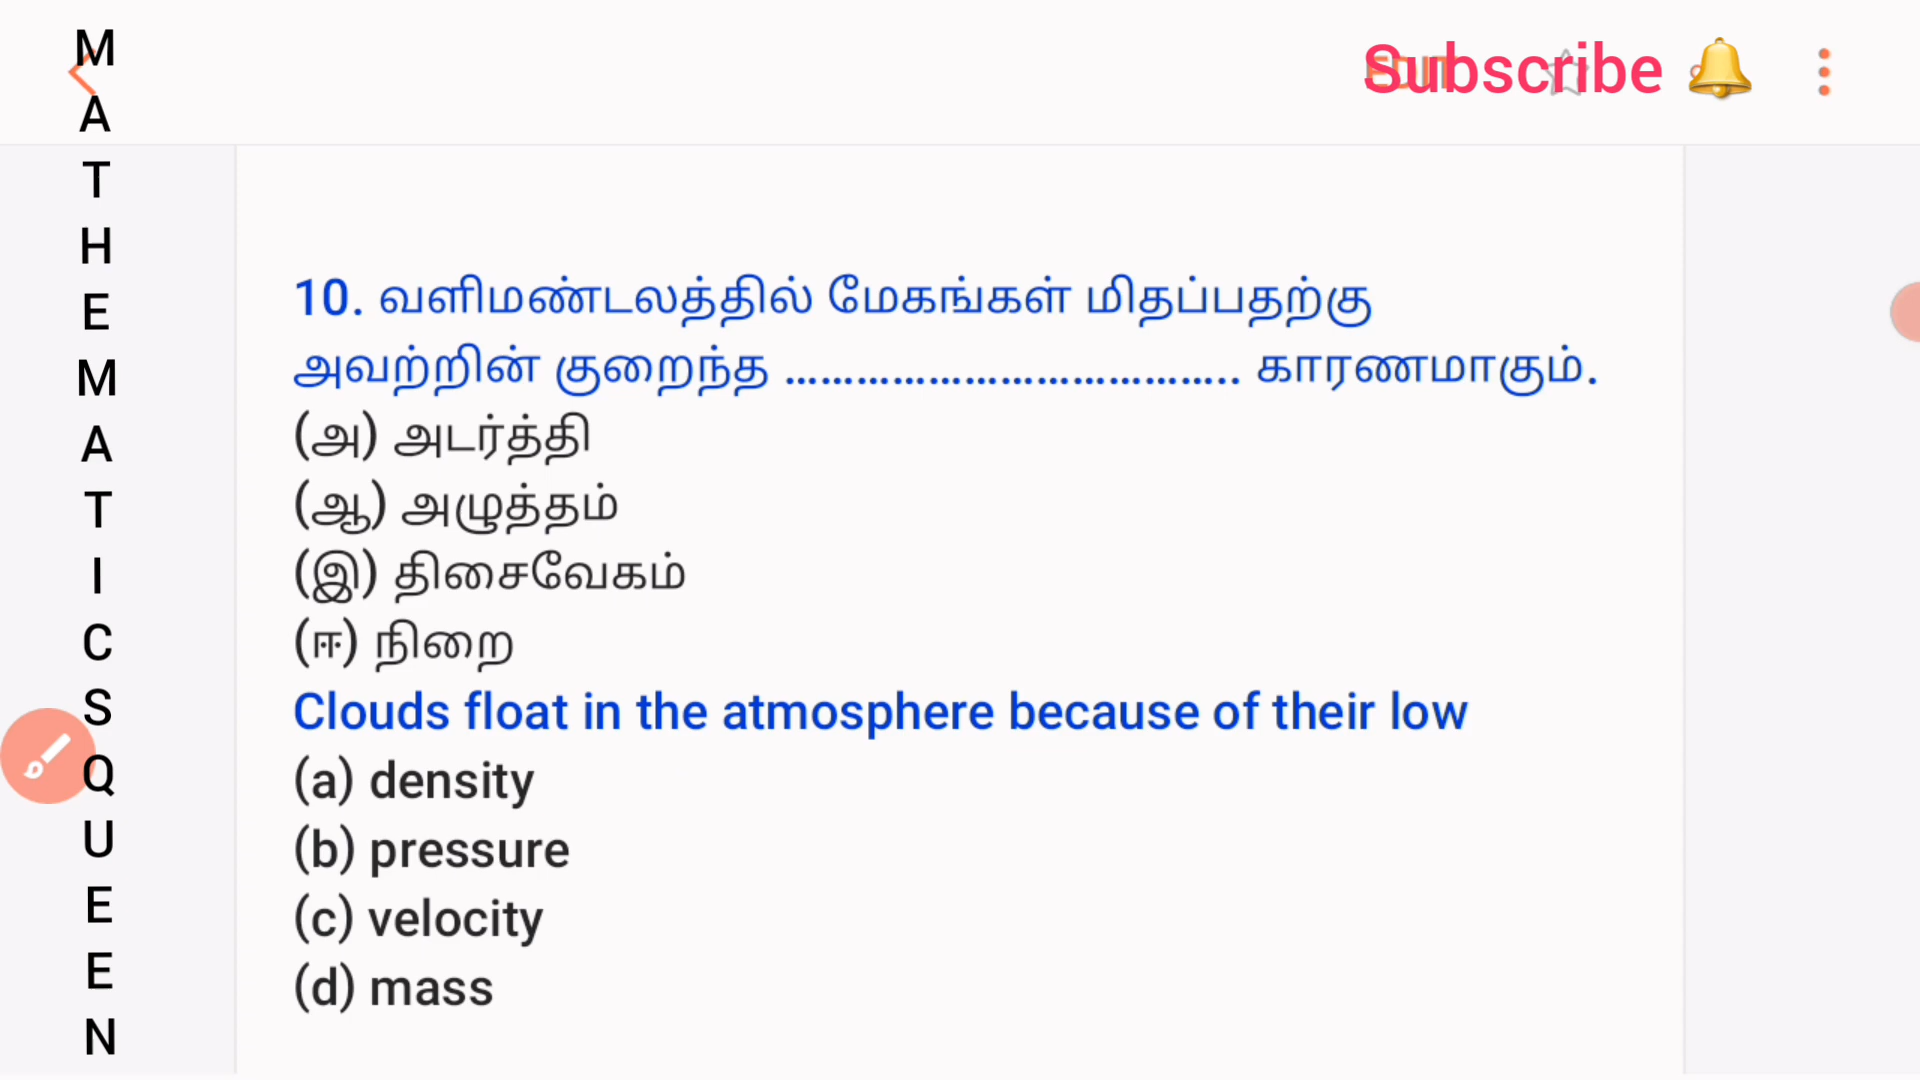 MATHEMATICSQUEEN
Subscribe 🔔
10. வளிமண்டலத்தில் மேகங்கள் மிதப்பதற்கு
அவற்றின் குறைந்த ………………………………... காரணமாகும்.
(அ) அடர்த்தி
(ஆ) அழுத்தம்
(இ) திசைவேகம்
(ஈ) நிறை
Clouds float in the atmosphere because of their low
(a) density
(b) pressure
(c) velocity
(d) mass